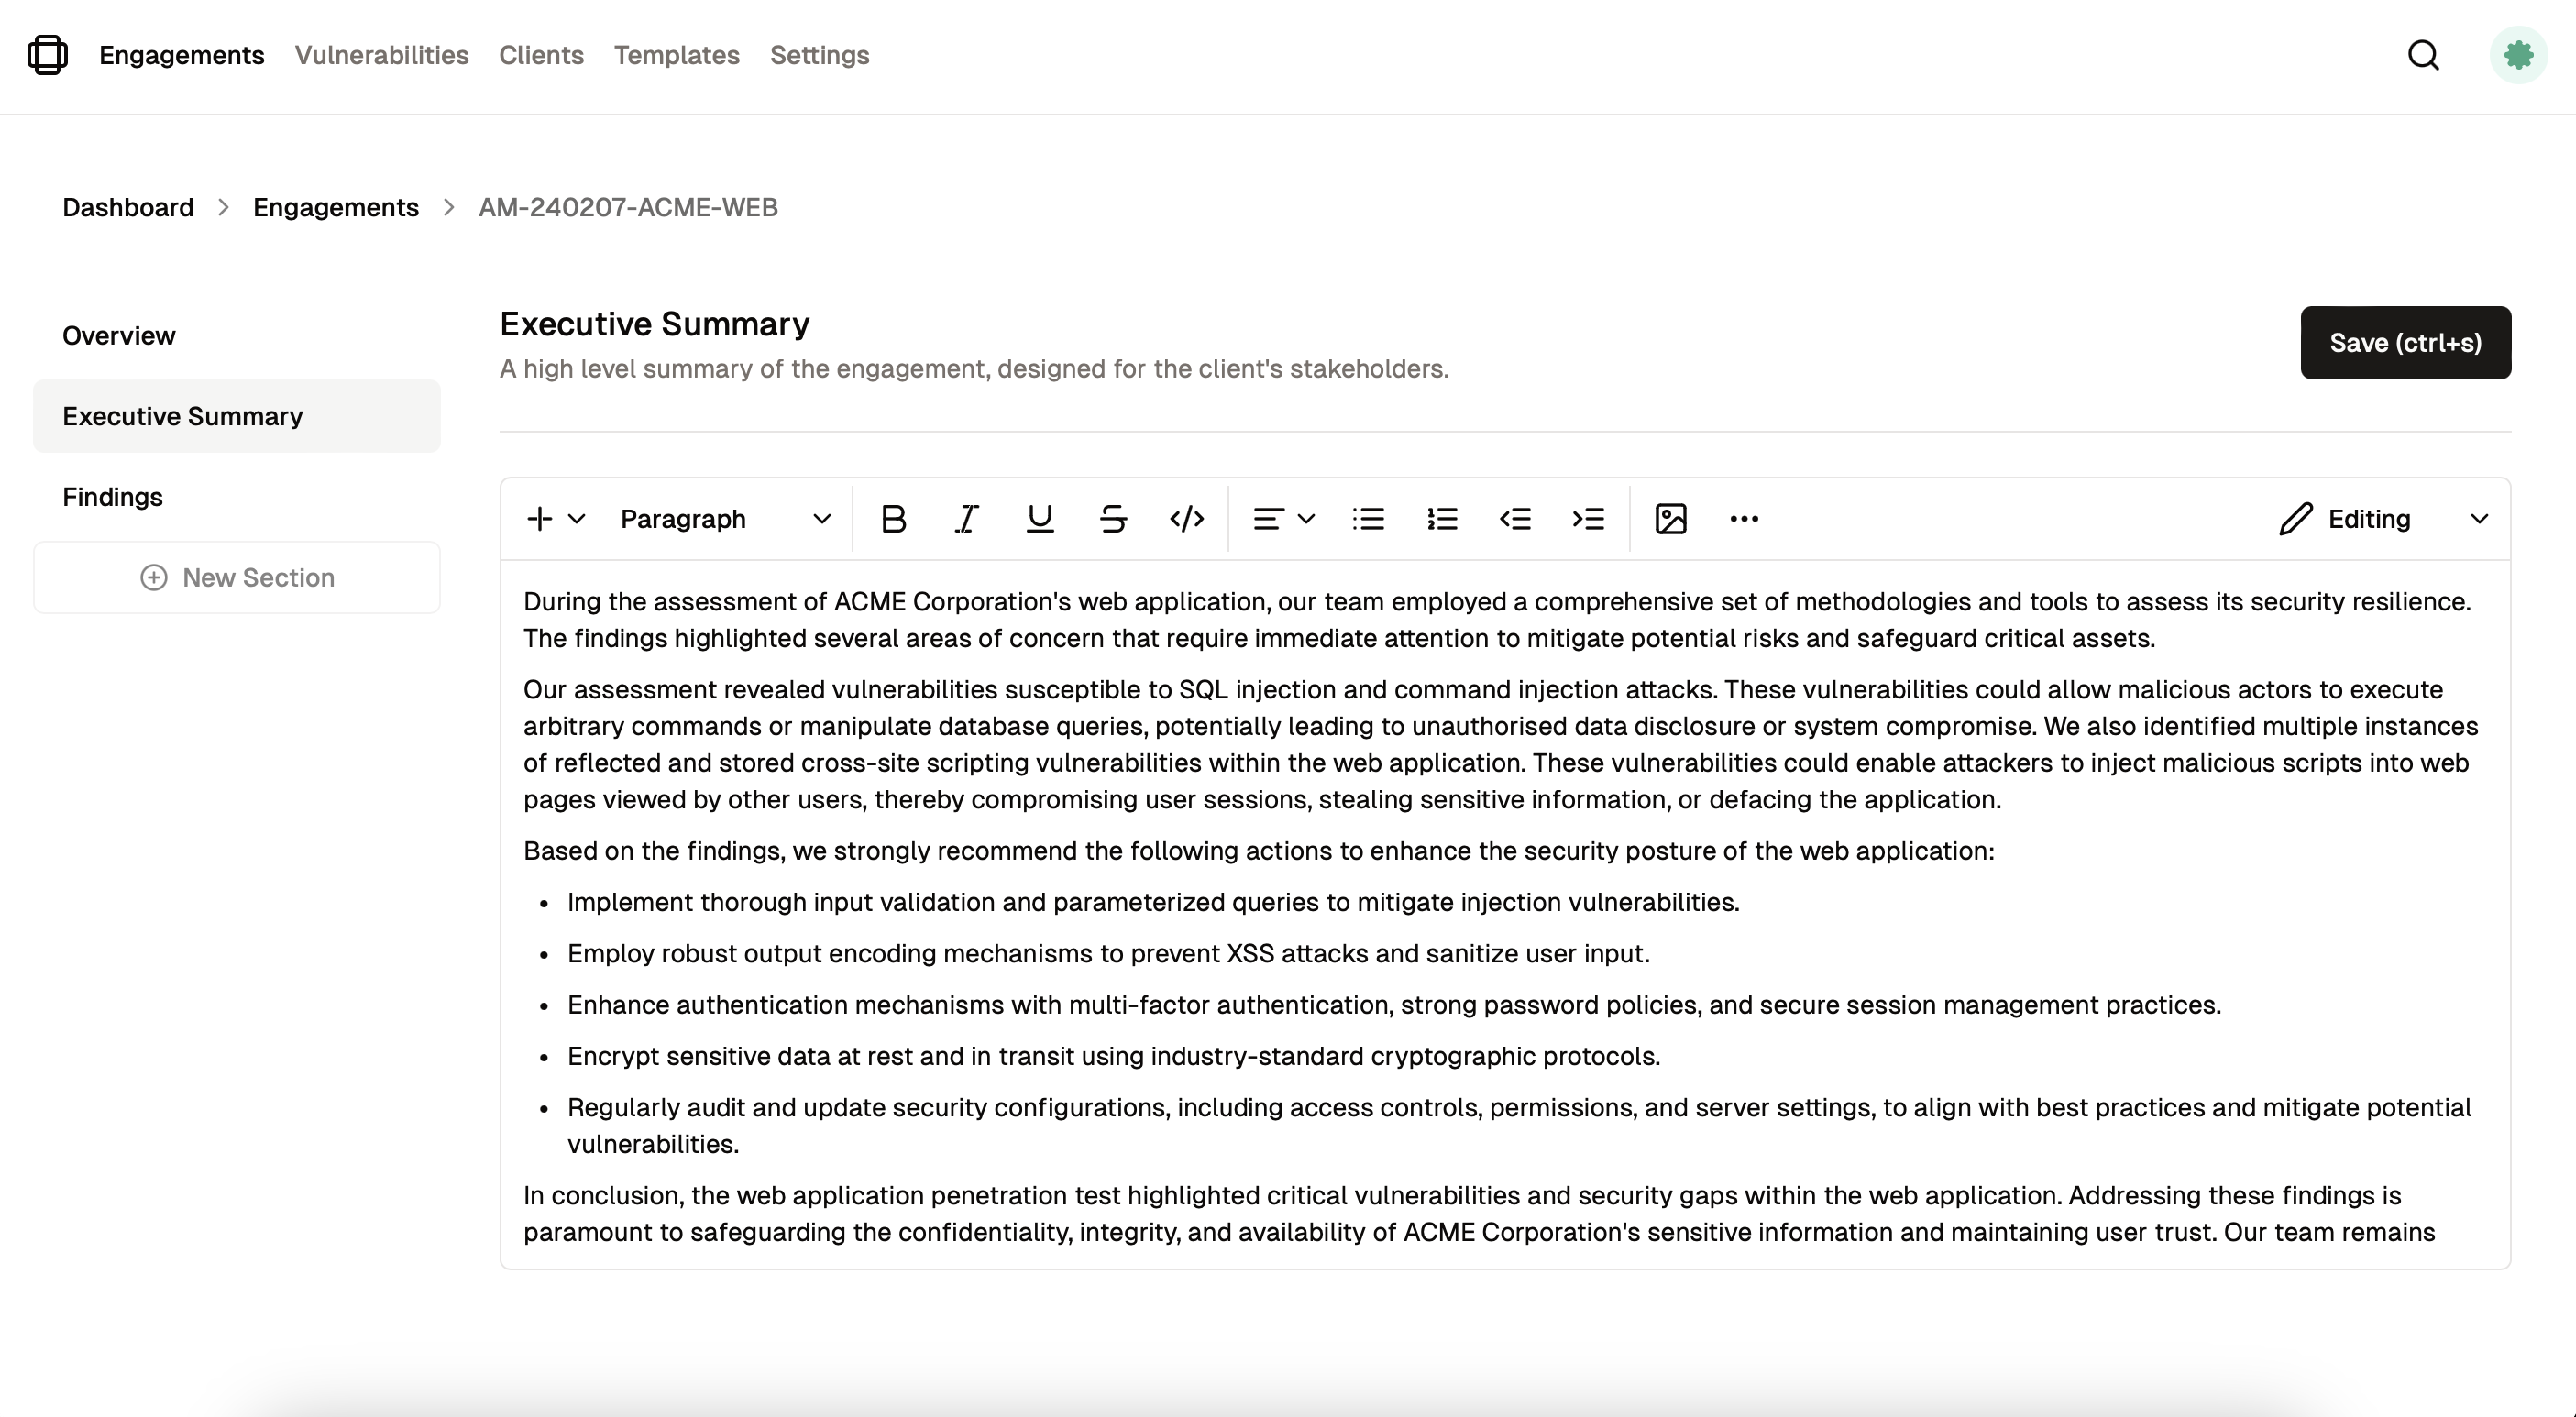 Engagements Vulnerabilities Clients Templates Settings
Dashboard > Engagements > AM-240207-ACME-WEB
Overview
Executive Summary
Findings
New Section
Executive Summary
A high level summary of the engagement, designed for the client's stakeholders.
Save (ctrl+s)
Paragraph
Editing
During the assessment of ACME Corporation's web application, our team employed a comprehensive set of methodologies and tools to assess its security resilience.
The findings highlighted several areas of concern that require immediate attention to mitigate potential risks and safeguard critical assets.
Our assessment revealed vulnerabilities susceptible to SQL injection and command injection attacks. These vulnerabilities could allow malicious actors to execute
arbitrary commands or manipulate database queries, potentially leading to unauthorised data disclosure or system compromise. We also identified multiple instances
of reflected and stored cross-site scripting vulnerabilities within the web application. These vulnerabilities could enable attackers to inject malicious scripts into web
pages viewed by other users, thereby compromising user sessions, stealing sensitive information, or defacing the application.
Based on the findings, we strongly recommend the following actions to enhance the security posture of the web application:
• Implement thorough input validation and parameterized queries to mitigate injection vulnerabilities.
• Employ robust output encoding mechanisms to prevent XSS attacks and sanitize user input.
• Enhance authentication mechanisms with multi-factor authentication, strong password policies, and secure session management practices.
• Encrypt sensitive data at rest and in transit using industry-standard cryptographic protocols.
• Regularly audit and update security configurations, including access controls, permissions, and server settings, to align with best practices and mitigate potential
vulnerabilities.
In conclusion, the web application penetration test highlighted critical vulnerabilities and security gaps within the web application. Addressing these findings is
paramount to safeguarding the confidentiality, integrity, and availability of ACME Corporation's sensitive information and maintaining user trust. Our team remains